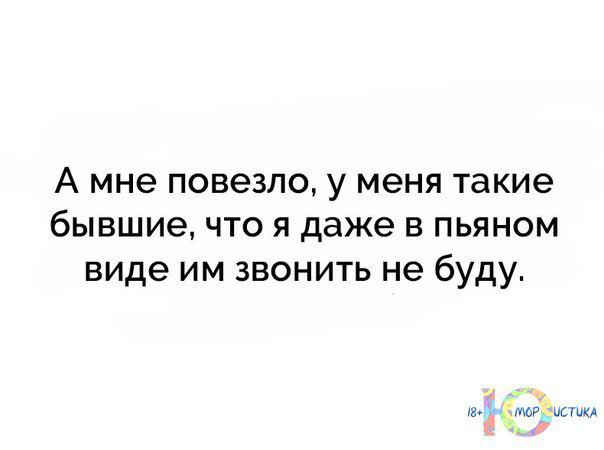 А мне повезло, у меня такие
бывшие, что я даже в пьяном
виде им звонить не буду.
18+ ЮМОРИСТИКА